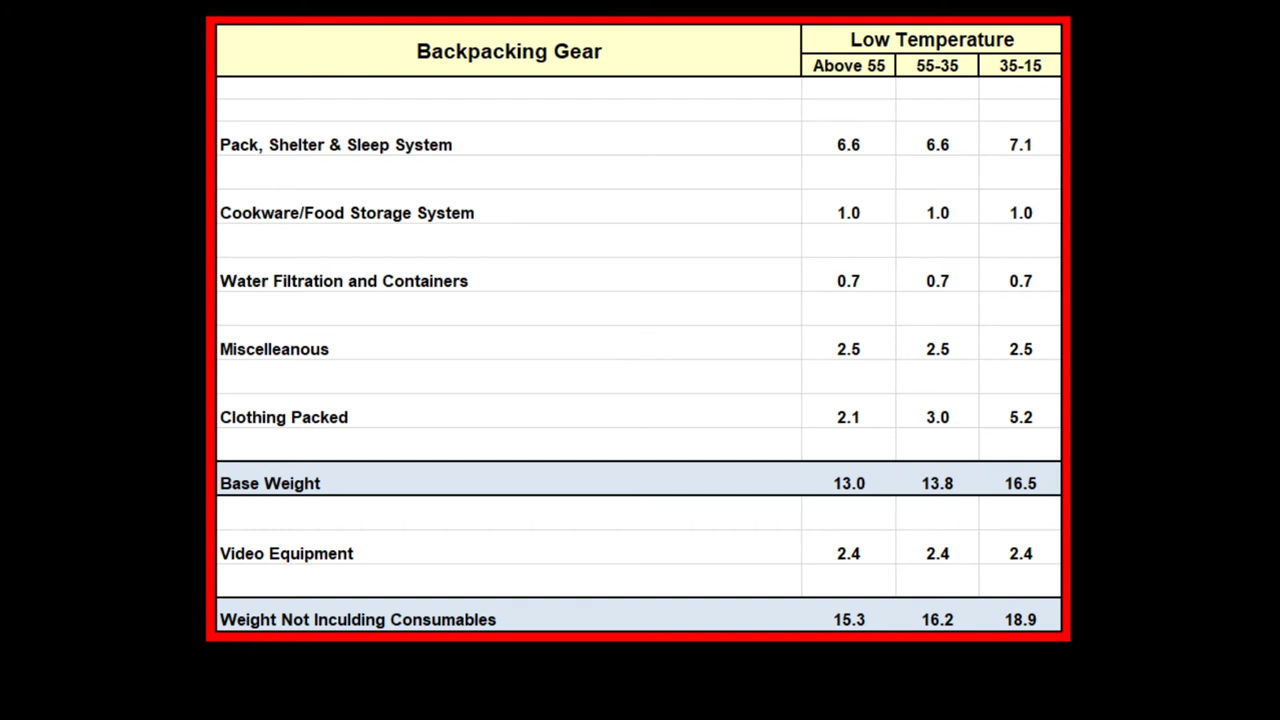 Backpacking Gear
Low Temperature
Above 55 55-35 35-15
Pack, Shelter & Sleep System 6.6 6.6 7.1
Cookware/Food Storage System 1.0 1.0 1.0
Water Filtration and Containers 0.7 0.7 0.7
Miscelleanous 2.5 2.5 2.5
Clothing Packed 2.1 3.0 5.2
Base Weight 13.0 13.8 16.5
Video Equipment 2.4 2.4 2.4
Weight Not Inculding Consumables 15.3 16.2 18.9